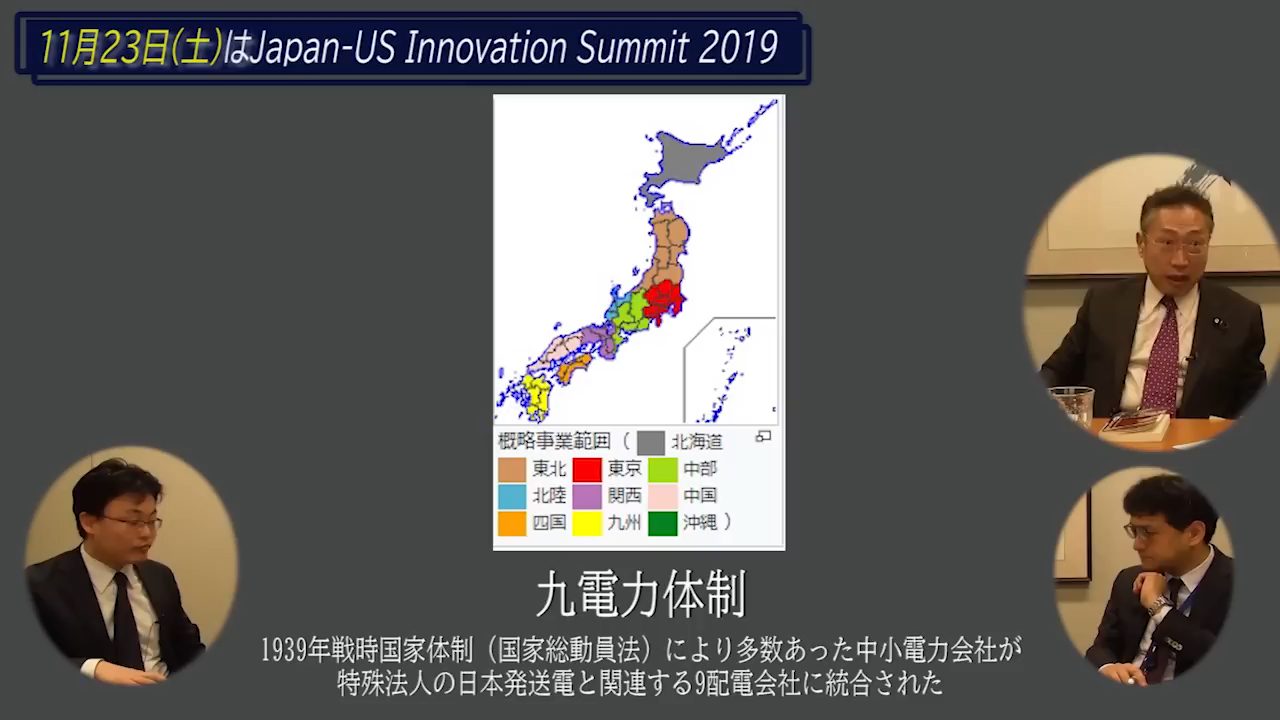 11月23日(土)はJapan-US Innovation Summit 2019
概略事業範囲（ 北海道
東北 東京 中部
北陸 関西 中国
四国 九州 沖縄 ）
九電力体制
1939年戦時国家体制（国家総動員法）により多数あった中小電力会社が
特殊法人の日本発送電と関連する9配電会社に統合された